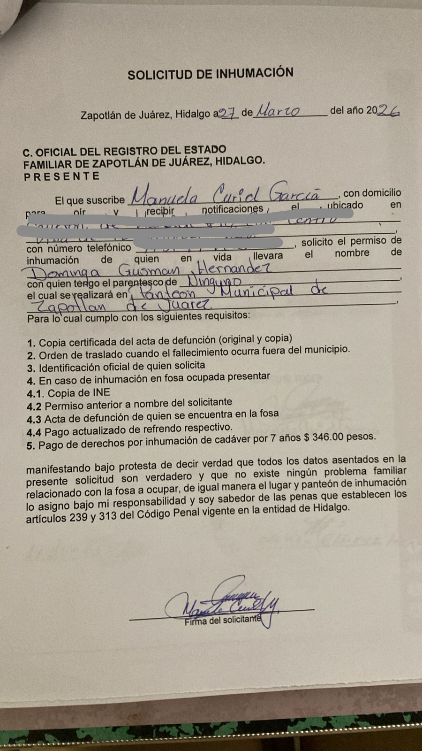 SOLICITUD DE INHUMACIÓN
Zapotlán de Juárez, Hidalgo a 27 de Marzo del año 2026
C. OFICIAL DEL REGISTRO DEL ESTADO
FAMILIAR DE ZAPOTLÁN DE JUÁREZ, HIDALGO.
P R E S E N T E
El que suscribe Manuela Curiel García, con domicilio
para oir y recibir notificaciones, el ubicado en
con número telefónico , solicito el permiso de
inhumación de quien en vida llevara el nombre de
Dominga Gusman Hernandez
con quien tengo el parentesco de Ninguno
el cual se realizará en, Panteon Municipal de
Zapotlan de Juarez
Para lo cual cumplo con los siguientes requisitos:
1. Copia certificada del acta de defunción (original y copia)
2. Orden de traslado cuando el fallecimiento ocurra fuera del municipio.
3. Identificación oficial de quien solicita
4. En caso de inhumación en fosa ocupada presentar
4.1. Copia de INE
4.2 Permiso anterior a nombre del solicitante
4.3 Acta de defunción de quien se encuentra en la fosa
4.4 Pago actualizado de refrendo respectivo.
5. Pago de derechos por inhumación de cadáver por 7 años $ 346.00 pesos.
manifestando bajo protesta de decir verdad que todos los datos asentados en la
presente solicitud son verdadero y que no existe ningún problema familiar
relacionado con la fosa a ocupar, de igual manera el lugar y panteón de inhumación
lo asigno bajo mi responsabilidad y soy sabedor de las penas que establecen los
artículos 239 y 313 del Código Penal vigente en la entidad de Hidalgo.
Firma del solicitante